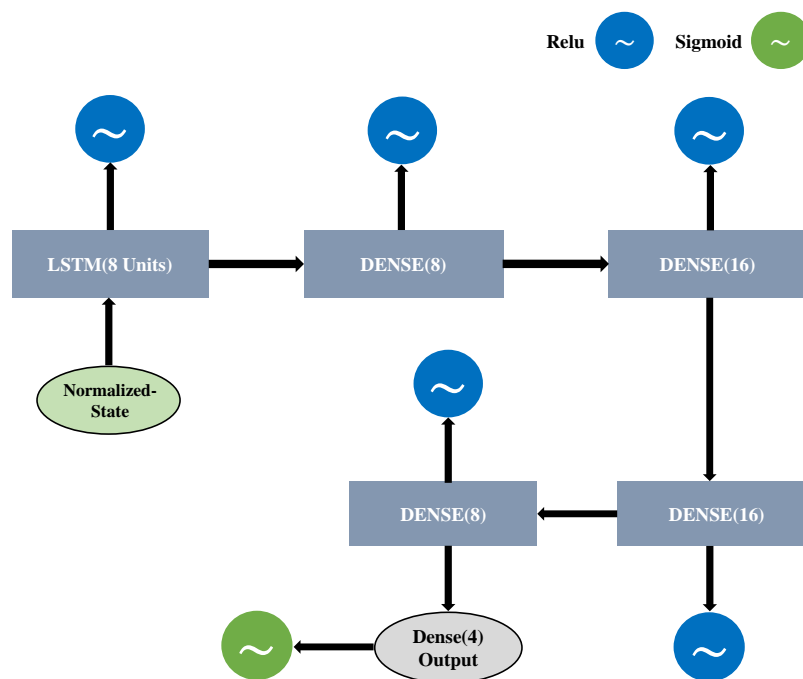 Relu
Sigmoid
LSTM(8 Units)
DENSE(8)
DENSE(16)
Normalized-
State
DENSE(8)
DENSE(16)
Dense(4)
Output